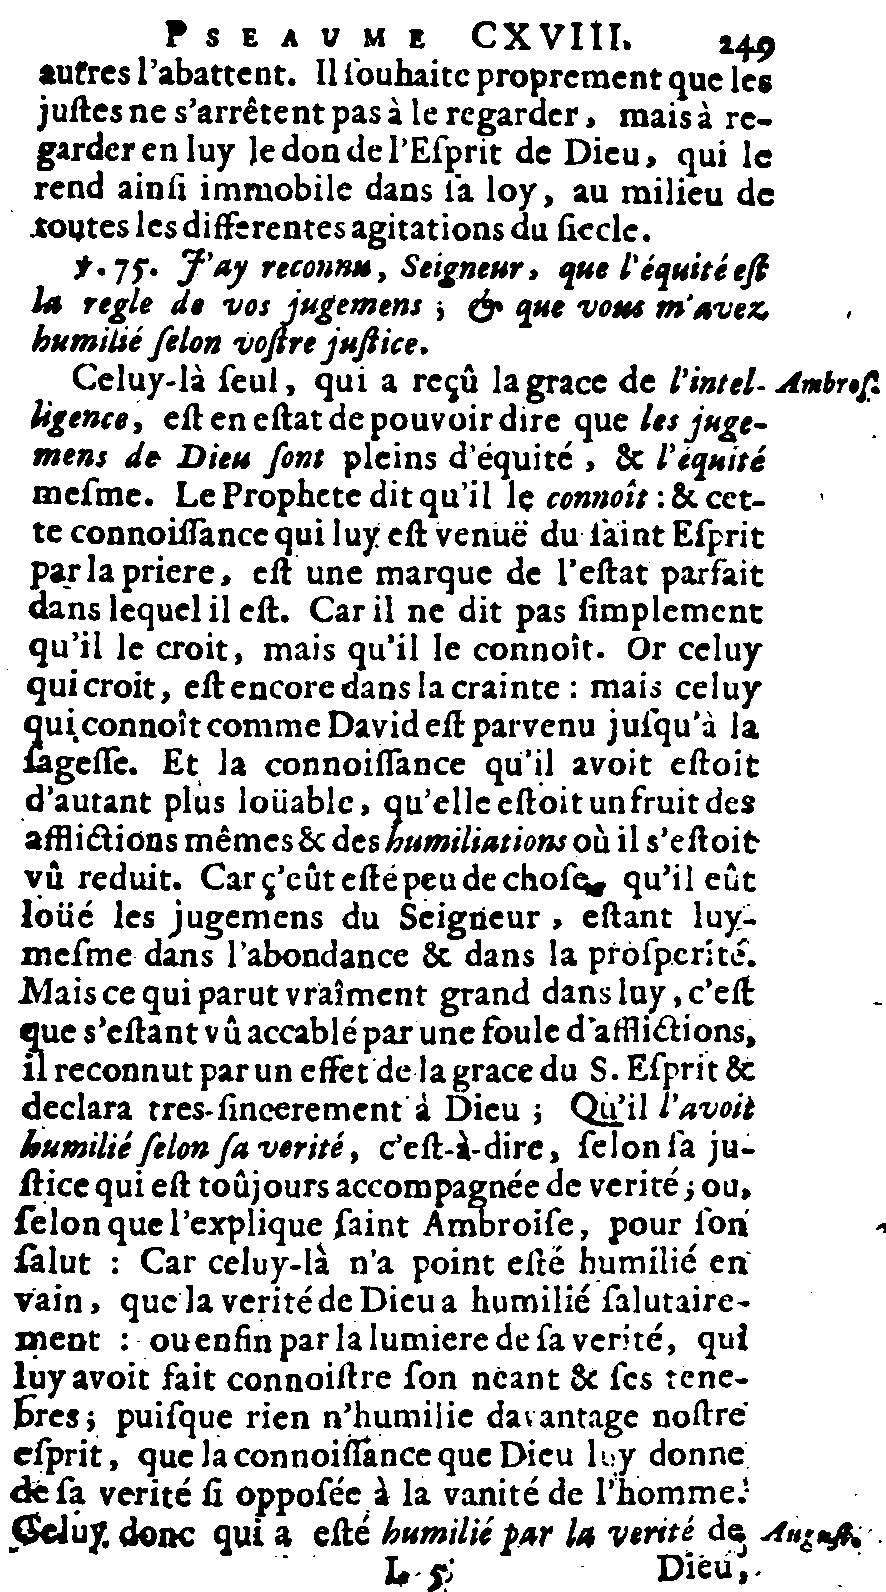 PSEAUME CXVIII. 249
autres l'abattent. Il ſouhaite proprement que les
juſtes ne s'arrêtent pas à le regarder, mais à re-
garder en luy le don de l'Eſprit de Dieu, qui le
rend ainſi immobile dans ſa loy, au milieu de
toutes les differentes agitations du ſiecle.
℣. 75. J'ay reconnu, Seigneur, que l'équité eſt
la regle de vos jugemens ; & que vous m'avez
humilié ſelon voſtre juſtice.
Celuy-là ſeul, qui a reçû la grace de l'intel- Ambroſ.
ligence, eſt en eſtat de pouvoir dire que les juge-
mens de Dieu ſont pleins d'équité, & l'équité
meſme. Le Prophete dit qu'il le connoît : & cet-
te connoiſſance qui luy eſt venuë du ſaint Eſprit
par la priere, eſt une marque de l'eſtat parfait
dans lequel il eſt. Car il ne dit pas ſimplement
qu'il le croit, mais qu'il le connoît. Or celuy
qui croit, eſt encore dans la crainte : mais celuy
qui connoît comme David eſt parvenu juſqu'à la
ſageſſe. Et la connoiſſance qu'il avoit eſtoit
d'autant plus loüable, qu'elle eſtoit un fruit des
afflictions mêmes & des humiliations où il s'eſtoit
vû reduit. Car ç'eût eſté peu de choſe, qu'il eût
loüé les jugemens du Seigneur, eſtant luy-
meſme dans l'abondance & dans la proſperité.
Mais ce qui parut vraîment grand dans luy, c'eſt
que s'eſtant vû accablé par une foule d'afflictions,
il reconnut par un effet de la grace du S. Eſprit &
declara tres-ſincerement à Dieu ; Qu'il l'avoit
humilié ſelon ſa verité, c'eſt-à-dire, ſelon ſa ju-
ſtice qui eſt toûjours accompagnée de verité ; ou,
ſelon que l'explique ſaint Ambroiſe, pour ſon
ſalut : Car celuy-là n'a point eſté humilié en
vain, que la verité de Dieu a humilié ſalutaire-
ment : ou enfin par la lumiere de ſa verité, qui
luy avoit fait connoiſtre ſon neant & ſes tene-
bres ; puiſque rien n'humilie davantage noſtre
eſprit, que la connoiſſance que Dieu luy donne
de ſa verité ſi oppoſée à la vanité de l'homme.
Celuy donc qui a eſté humilié par la verité de Auguſt.
L 5 Dieu,